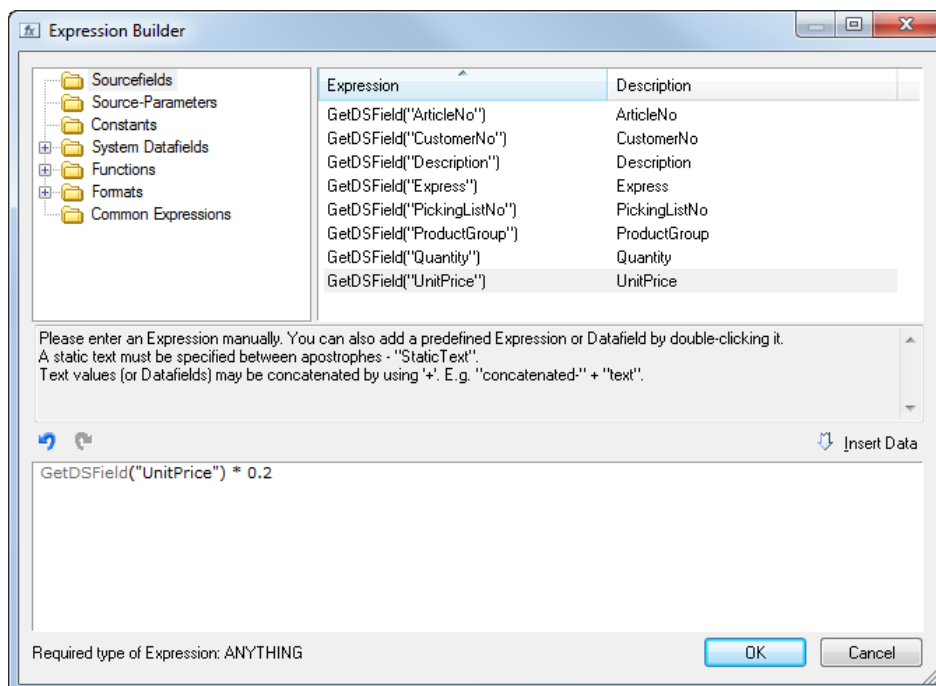 Expression Builder
Sourcefields
Source-Parameters
Constants
System Datafields
Functions
Formats
Common Expressions
Expression Description
GetDSField("ArticleNo") ArticleNo
GetDSField("CustomerNo") CustomerNo
GetDSField("Description") Description
GetDSField("Express") Express
GetDSField("PickingListNo") PickingListNo
GetDSField("ProductGroup") ProductGroup
GetDSField("Quantity") Quantity
GetDSField("UnitPrice") UnitPrice
Please enter an Expression manually. You can also add a predefined Expression or Datafield by double-clicking it.
A static text must be specified between apostrophes - "StaticText".
Text values (or Datafields) may be concatenated by using '+'. E.g. "concatenated-" + "text".
Insert Data
GetDSField("UnitPrice") * 0.2
Required type of Expression: ANYTHING
OK Cancel